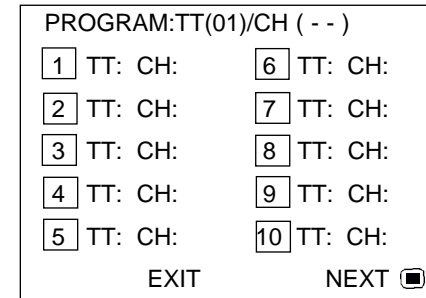 PROGRAM:TT(01)/CH ( - - )
1 TT: CH: 6 TT: CH:
2 TT: CH: 7 TT: CH:
3 TT: CH: 8 TT: CH:
4 TT: CH: 9 TT: CH:
5 TT: CH: 10 TT: CH:
EXIT NEXT